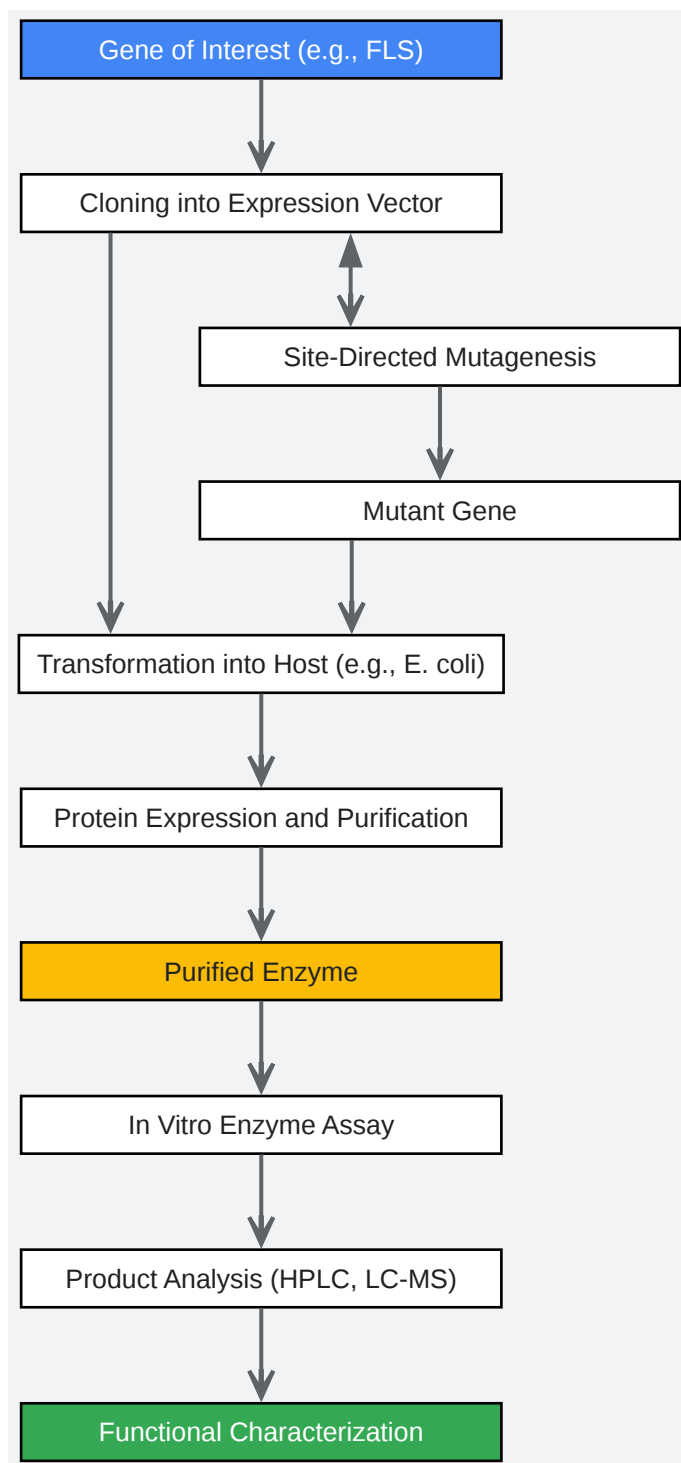 Gene of Interest (e.g., FLS)
Cloning into Expression Vector
Site-Directed Mutagenesis
Mutant Gene
Transformation into Host (e.g., E. coli)
Protein Expression and Purification
Purified Enzyme
In Vitro Enzyme Assay
Product Analysis (HPLC, LC-MS)
Functional Characterization